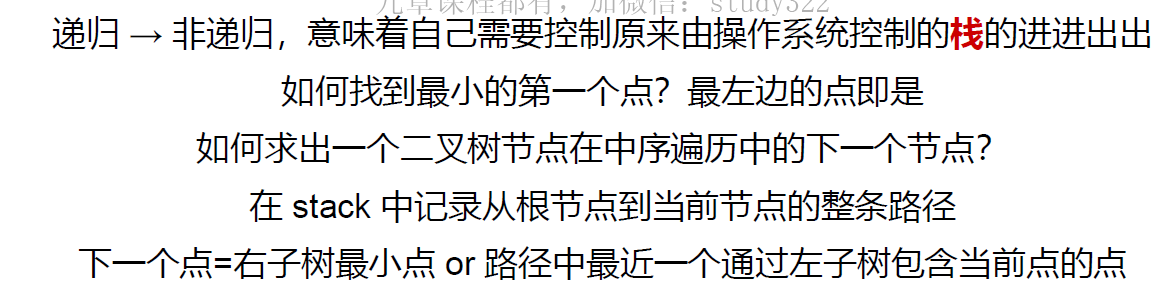 九章课程都有，加微信：study322
递归 → 非递归，意味着自己需要控制原来由操作系统控制的栈的进进出出
如何找到最小的第一个点？最左边的点即是
如何求出一个二叉树节点在中序遍历中的下一个节点？
在 stack 中记录从根节点到当前节点的整条路径
下一个点=右子树最小点 or 路径中最近一个通过左子树包含当前点的点